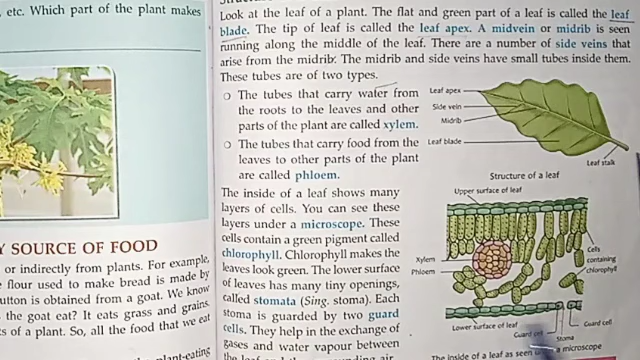 , etc. Which part of the plant makes
Y SOURCE OF FOOD
or indirectly from plants. For example,
flour used to make bread is made by
utton is obtained from a goat. We know
the goat eat? It eats grass and grains.
s of a plant. So, all the food that we eat
plant-eating
Look at the leaf of a plant. The flat and green part of a leaf is called the leaf
blade. The tip of leaf is called the leaf apex. A midvein or midrib is seen
running along the middle of the leaf. There are a number of side veins that
arise from the midrib. The midrib and side veins have small tubes inside them.
These tubes are of two types.
The tubes that carry water from
the roots to the leaves and other
parts of the plant are called xylem.
The tubes that carry food from the
leaves to other parts of the plant
are called phloem.
The inside of a leaf shows many
layers of cells. You can see these
layers under a microscope. These
cells contain a green pigment called
chlorophyll. Chlorophyll makes the
leaves look green. The lower surface
of leaves has many tiny openings,
called stomata (Sing. stoma). Each
stoma is guarded by two guard
cells. They help in the exchange of
gases and water vapour between
the leaf
air
Leaf apex
Side vein
Midrib
Leaf blade
Leaf stalk
Structure of a leaf
Upper surface of leaf
Xylem
Phloem
Cells
containing
chlorophyll
Lower surface of leaf
Guard cell
Stoma
Guard cell
The inside of a leaf as seen
a microscope